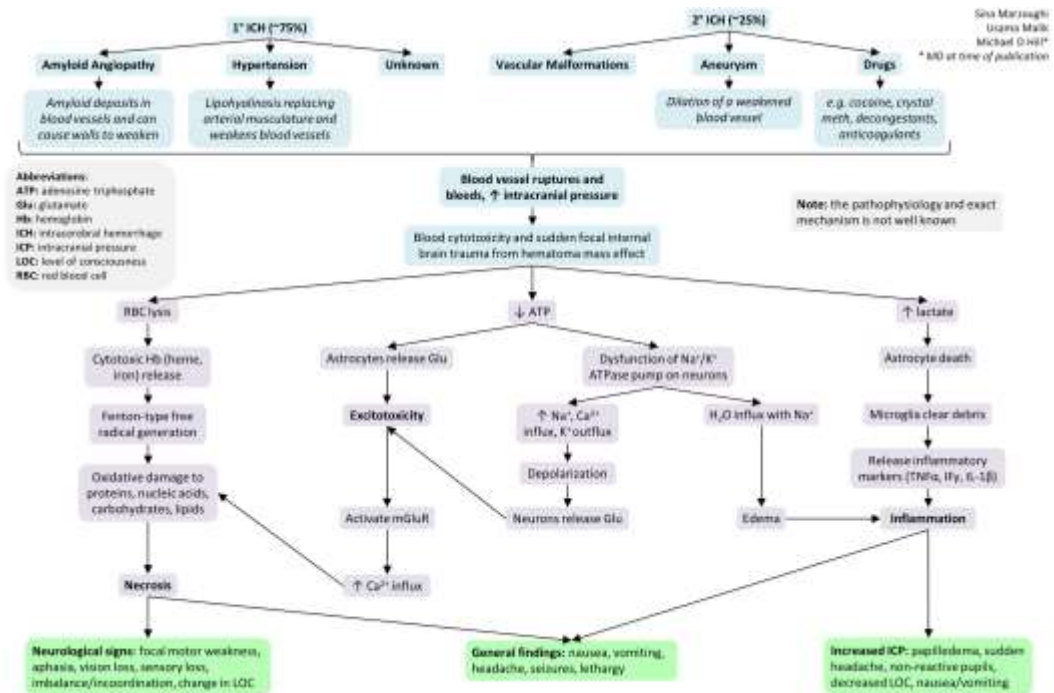 1° ICH (~75%)
2° ICH (~25%)
Sina Marzoughi
Usama Malik
Michael D Hill*
* MD at time of publication
Amyloid Angiopathy
Hypertension
Unknown
Vascular Malformations
Aneurysm
Drugs
Amyloid deposits in
blood vessels and can
cause walls to weaken
Lipohyalinosis replacing
arterial musculature and
weakens blood vessels
Dilation of a weakened
blood vessel
e.g. cocaine, crystal
meth, decongestants,
anticoagulants
Abbreviations:
ATP: adenosine triphosphate
Glu: glutamate
Hb: hemoglobin
ICH: intracerebral hemorrhage
ICP: intracranial pressure
LOC: level of consciousness
RBC: red blood cell
Blood vessel ruptures and
bleeds, ↑ intracranial pressure
Note: the pathophysiology and exact
mechanism is not well known
Blood cytotoxicity and sudden focal internal
brain trauma from hematoma mass effect
RBC lysis
↓ ATP
↑ lactate
Cytotoxic Hb (heme,
iron) release
Astrocytes release Glu
Dysfunction of Na⁺/K⁺
ATPase pump on neurons
Astrocyte death
Fenton-type free
radical generation
Excitotoxicity
↑ Na⁺, Ca²⁺
influx, K⁺ outflux
H₂O influx with Na⁺
Microglia clear debris
Oxidative damage to
proteins, nucleic acids,
carbohydrates, lipids
Depolarization
Release inflammatory
markers (TNFα, IFγ, IL-1β)
Activate mGluR
Neurons release Glu
Edema
Inflammation
Necrosis
↑ Ca²⁺ influx
Neurological signs: focal motor weakness,
aphasia, vision loss, sensory loss,
imbalance/incoordination, change in LOC
General findings: nausea, vomiting,
headache, seizures, lethargy
Increased ICP: papilledema, sudden
headache, non-reactive pupils,
decreased LOC, nausea/vomiting